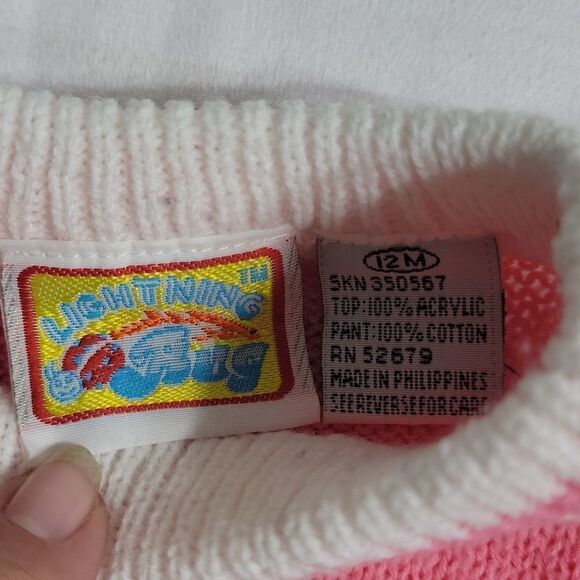 LIGHTNING TM
Bug
12M
SKN 350567
TOP:100% ACRYLIC
PANT:100% COTTON
RN 52679
MADE IN PHILIPPINES
SEE REVERSE FOR CARE